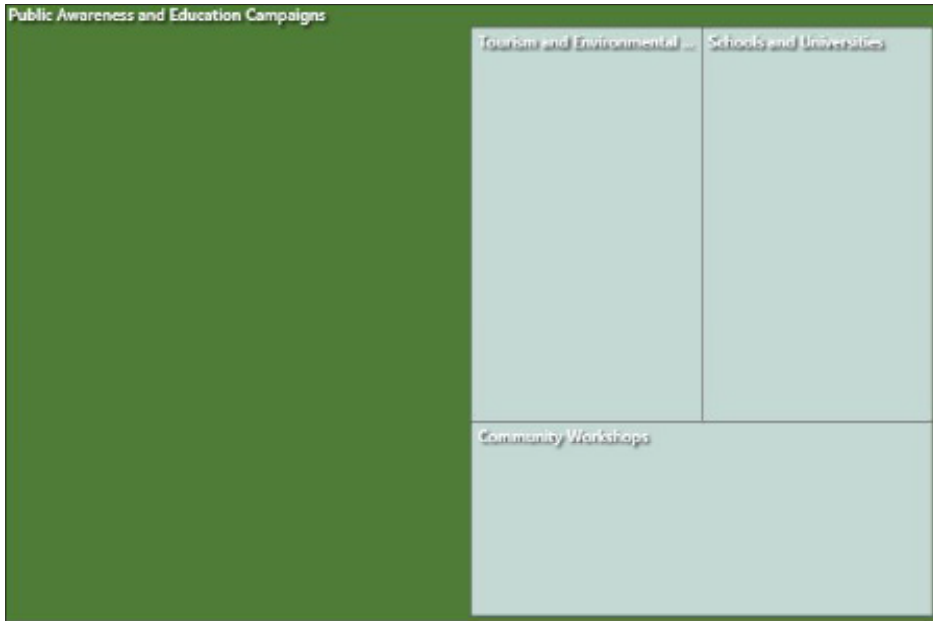 Public Awareness and Education Campaigns
Tourism and Environmental ...
Schools and Universities
Community Workshops